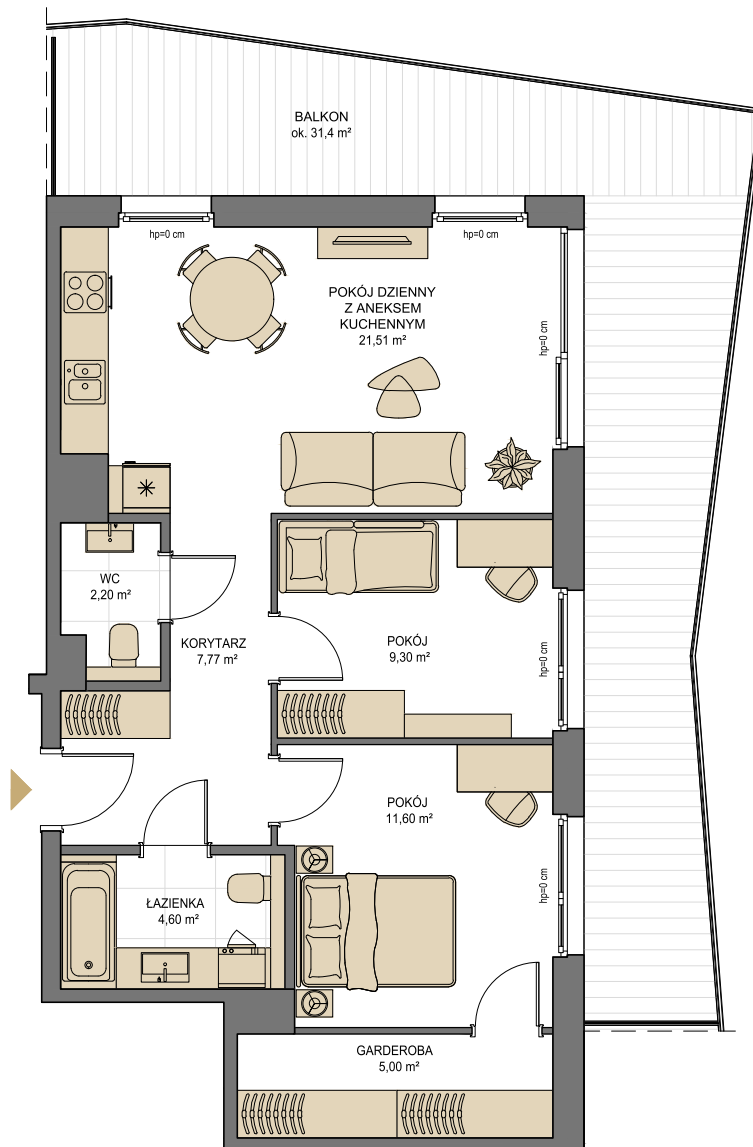 BALKON
ok. 31,4 m²
hp=0 cm
hp=0 cm
POKÓJ DZIENNY
Z ANEKSEM
KUCHENNYM
21,51 m²
hp=0 cm
WC
2,20 m²
KORYTARZ
7,77 m²
POKÓJ
9,30 m²
hp=0 cm
POKÓJ
11,60 m²
hp=0 cm
ŁAZIENKA
4,60 m²
GARDEROBA
5,00 m²